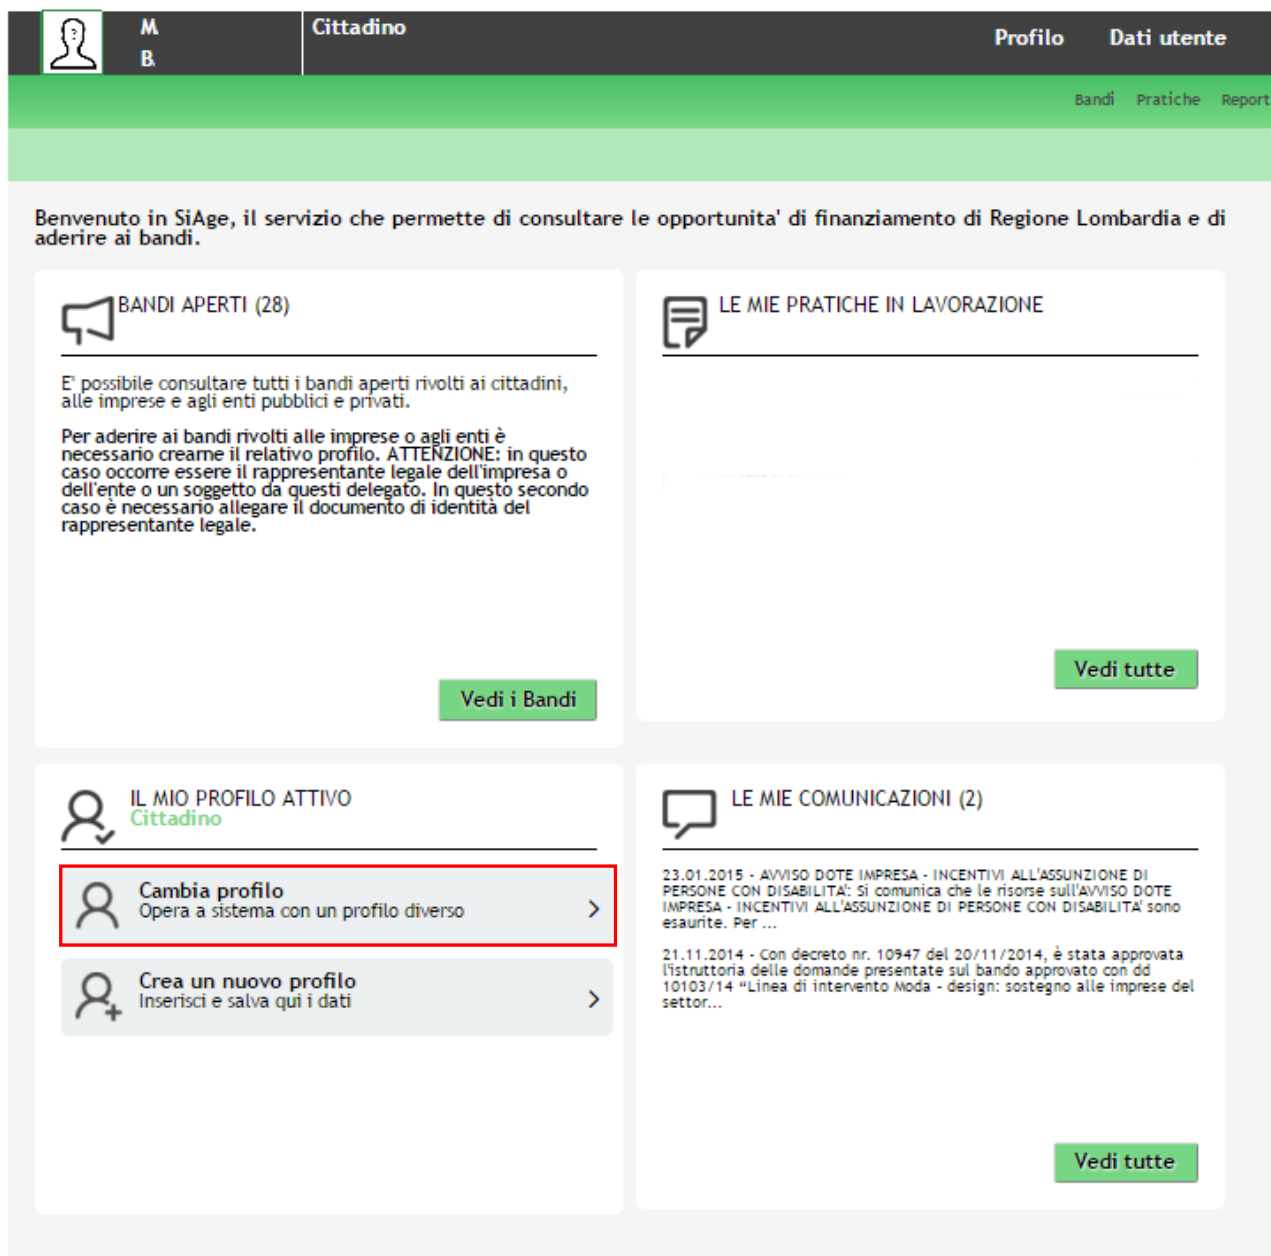 M.
B.
Cittadino
Profilo
Dati utente
Bandi
Pratiche
Report
Benvenuto in SiAge, il servizio che permette di consultare le opportunita' di finanziamento di Regione Lombardia e di
aderire ai bandi.
BANDI APERTI (28)
E' possibile consultare tutti i bandi aperti rivolti ai cittadini,
alle imprese e agli enti pubblici e privati.
Per aderire ai bandi rivolti alle imprese o agli enti è
necessario crearne il relativo profilo. ATTENZIONE: in questo
caso occorre essere il rappresentante legale dell'impresa o
dell'ente o un soggetto da questi delegato. In questo secondo
caso è necessario allegare il documento di identità del
rappresentante legale.
Vedi i Bandi
LE MIE PRATICHE IN LAVORAZIONE
Vedi tutte
IL MIO PROFILO ATTIVO
Cittadino
Cambia profilo
Opera a sistema con un profilo diverso
Crea un nuovo profilo
Inserisci e salva qui i dati
LE MIE COMUNICAZIONI (2)
23.01.2015 - AVVISO DOTE IMPRESA - INCENTIVI ALL'ASSUNZIONE DI
PERSONE CON DISABILITA': Si comunica che le risorse sull'AVVISO DOTE
IMPRESA - INCENTIVI ALL'ASSUNZIONE DI PERSONE CON DISABILITA' sono
esaurite. Per ...
21.11.2014 - Con decreto nr. 10947 del 20/11/2014, è stata approvata
l'istruttoria delle domande presentate sul bando approvato con dd
10103/14 “Linea di intervento Moda - design: sostegno alle imprese del
settor...
Vedi tutte